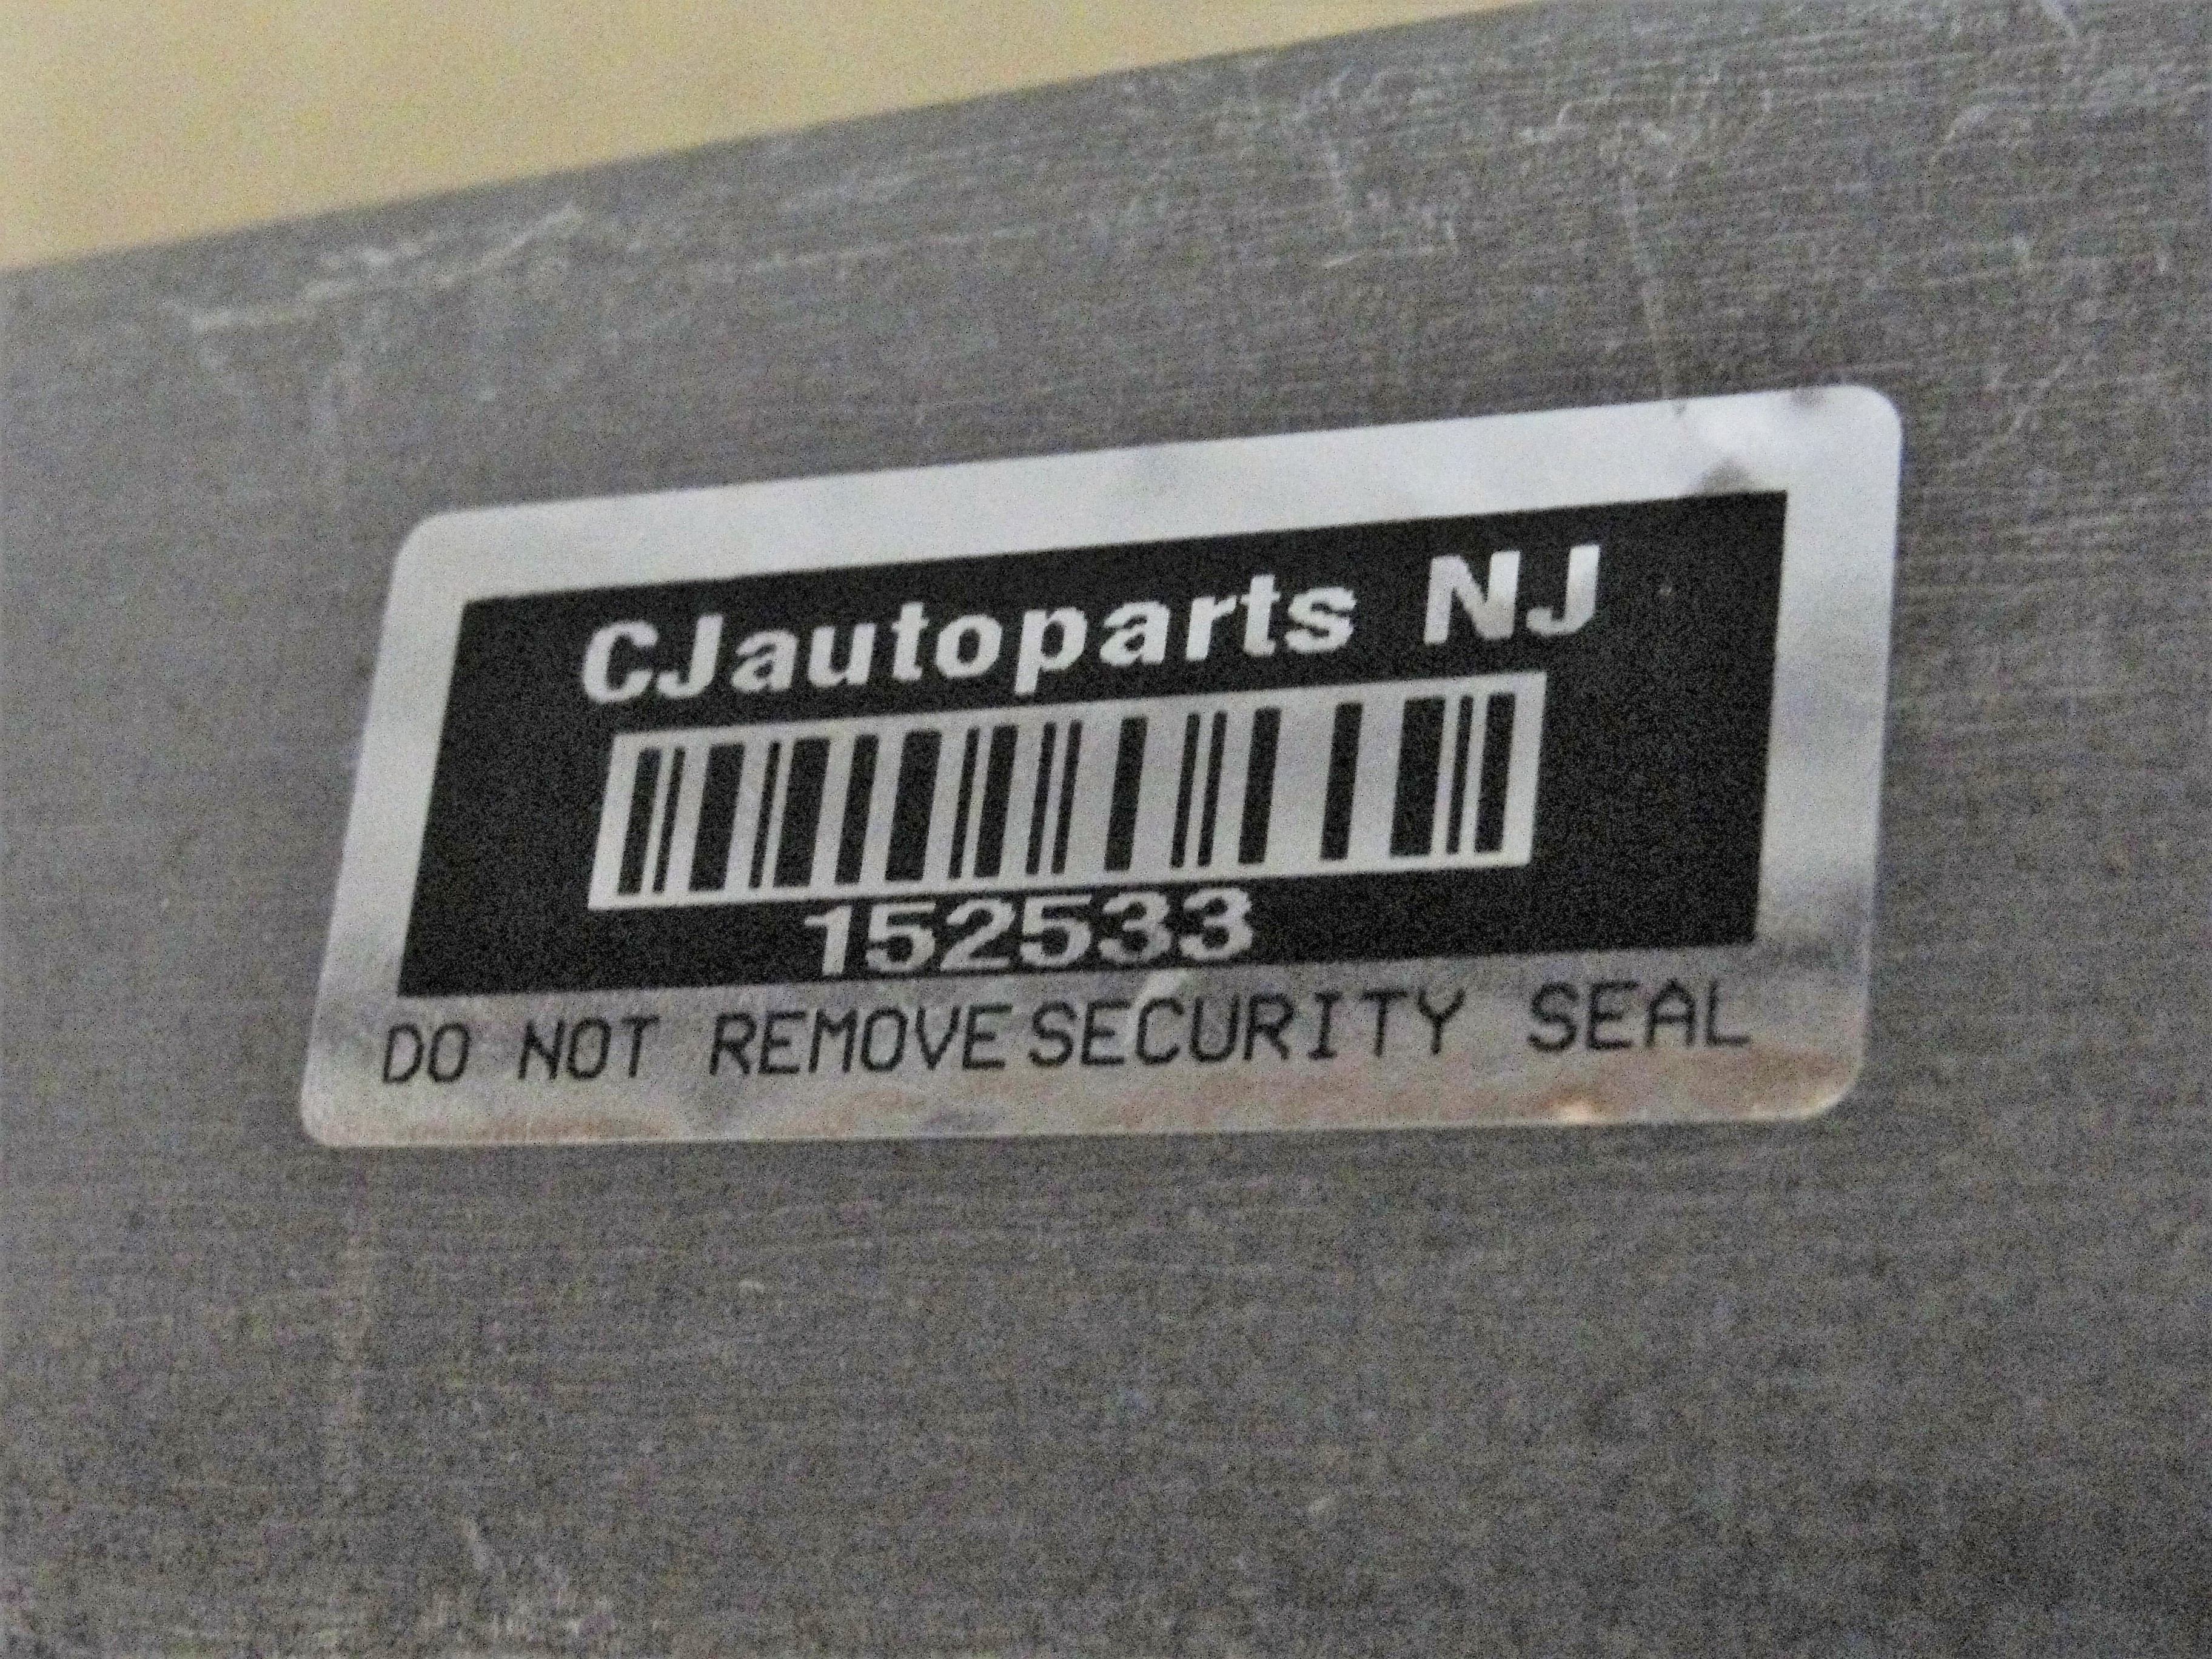 CJautoparts NJ
152533
DO NOT REMOVE SECURITY SEAL